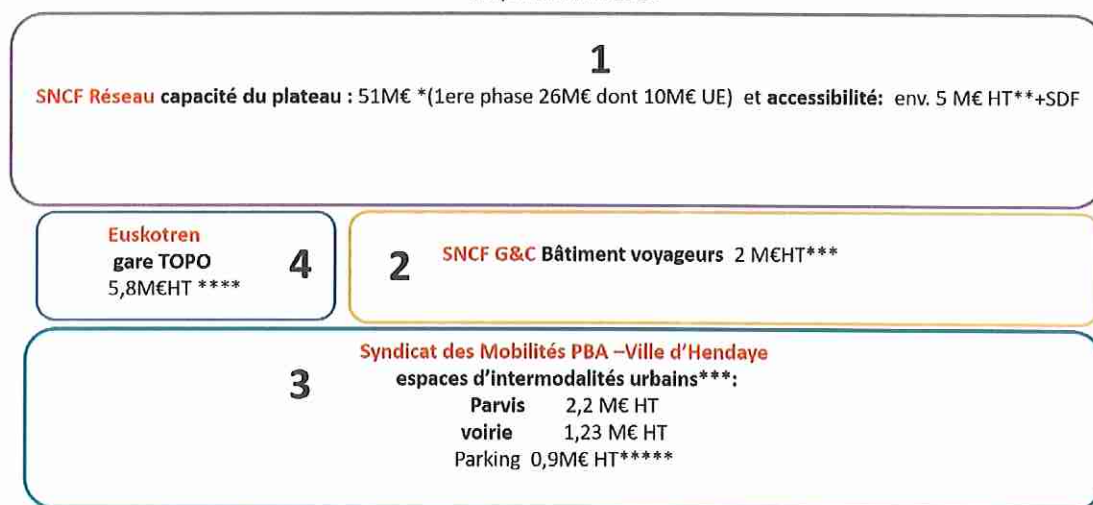 1
SNCF Réseau capacité du plateau : 51M€ *(1ere phase 26M€ dont 10M€ UE) et accessibilité: env. 5 M€ HT**+SDF
Euskotren
gare TOPO
5,8M€HT ****
4
2
SNCF G&C Bâtiment voyageurs 2 M€HT***
3
Syndicat des Mobilités PBA –Ville d'Hendaye
espaces d'intermodalités urbains***:
Parvis 2,2 M€ HT
voirie 1,23 M€ HT
Parking 0,9M€ HT*****